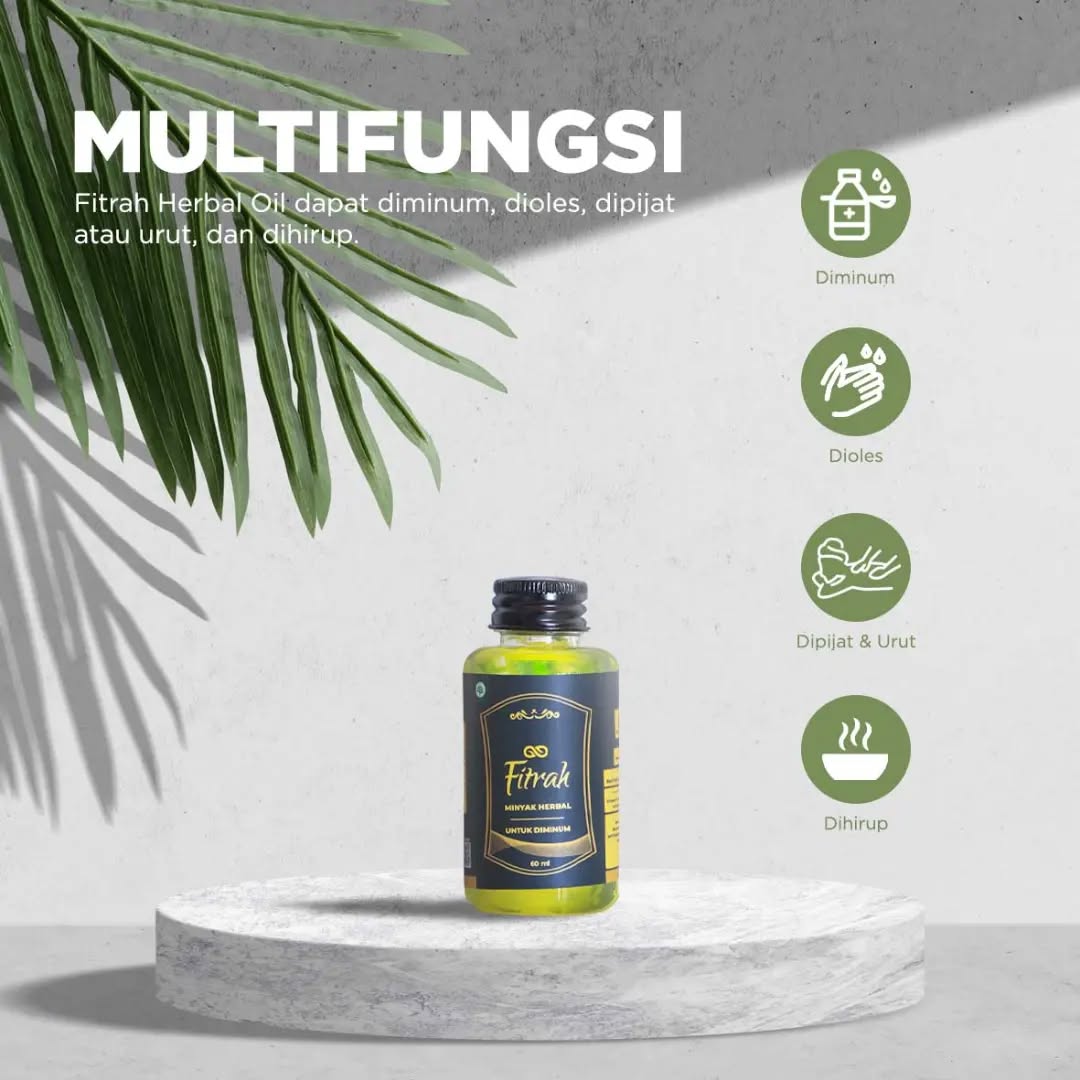 MULTIFUNGSI
Fitrah Herbal Oil dapat diminum, dioles, dipijat
atau urut, dan dihirup.
Diminum
Dioles
Dipijat & Urut
Dihirup
Fitrah
MINYAK HERBAL
UNTUK DIMINUM
60 ml